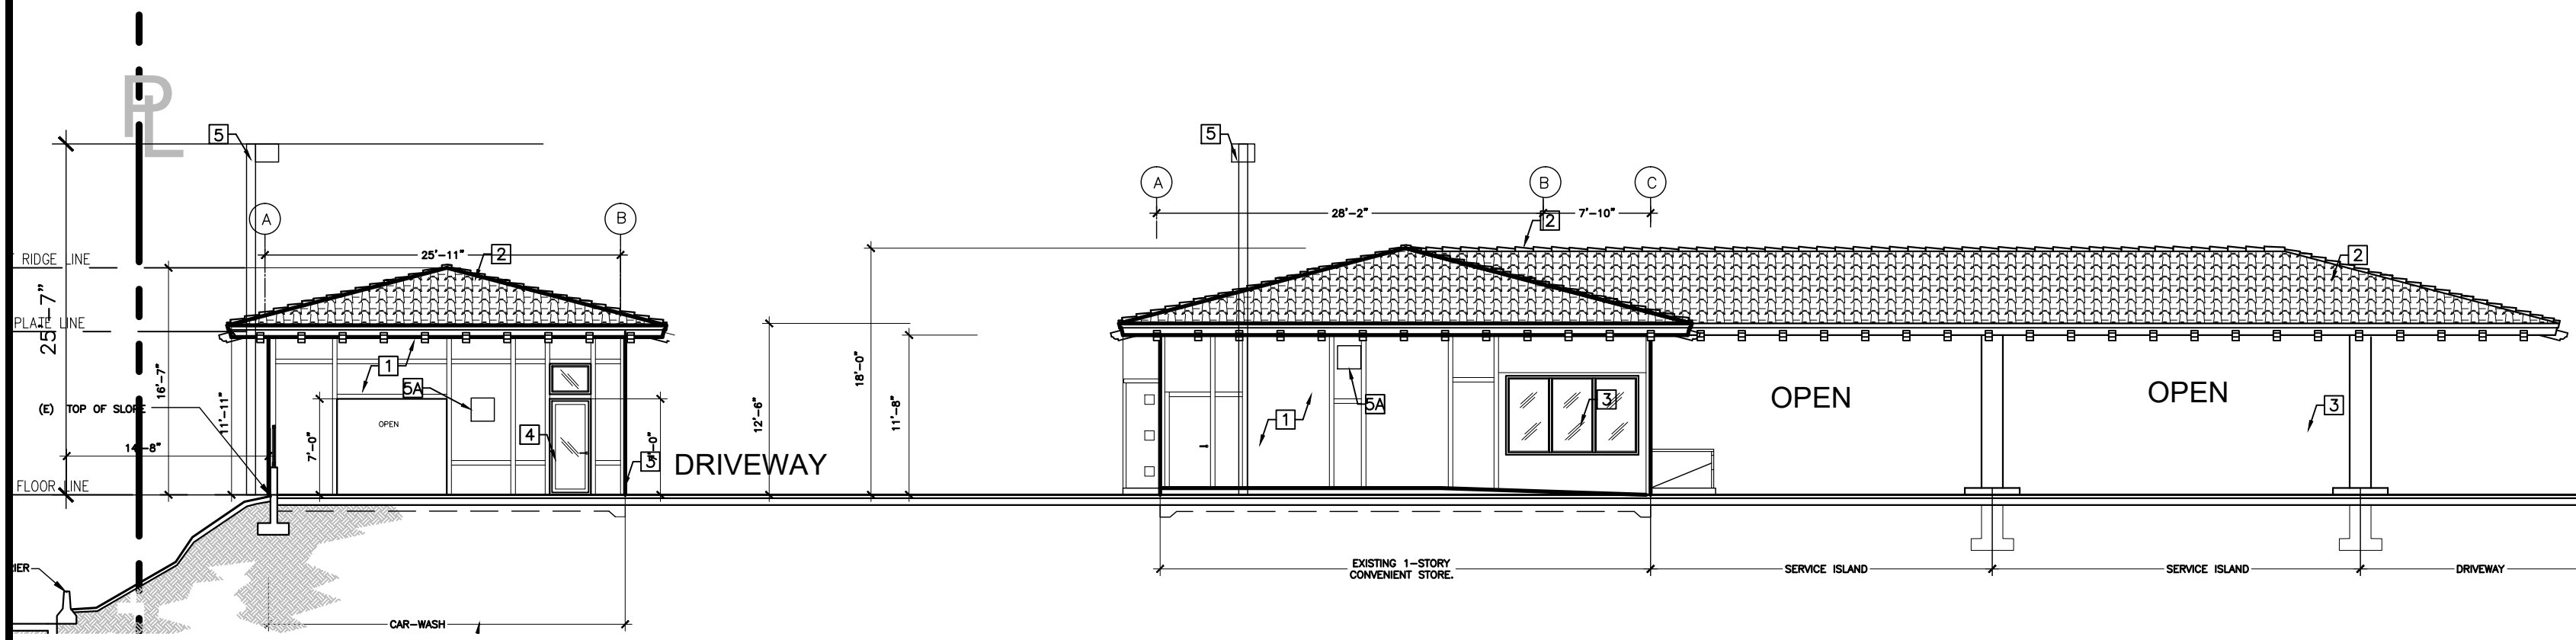 PL
5
5
A
B
C
28'-2"
7'-10"
2
A
B
25'-11"
2
2
RIDGE LINE
PLATE LINE
25'-7"
16'-7"
11'-11"
1
5A
OPEN
7'-0"
4
3
DRIVEWAY
12'-6"
18'-0"
11'-8"
5A
1
3
OPEN
OPEN
3
(E) TOP OF SLOPE
14'-8"
FLOOR LINE
EXISTING 1-STORY
CONVENIENT STORE.
SERVICE ISLAND
SERVICE ISLAND
DRIVEWAY
CAR-WASH